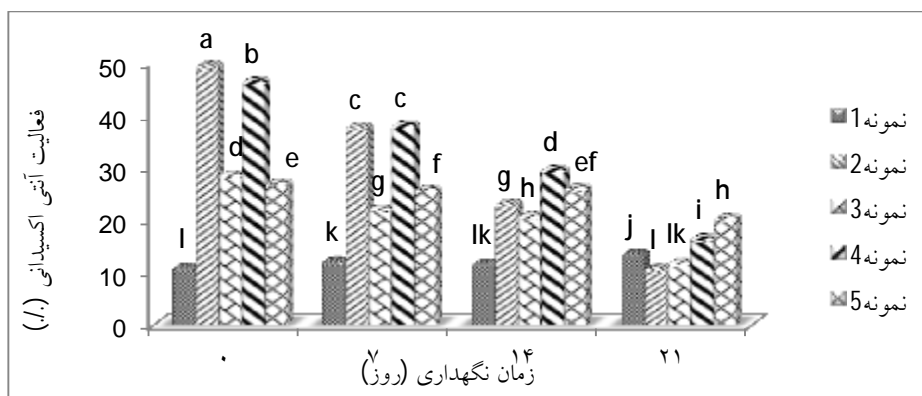 فعالیت آنتی اکسیدانی (٪)
50
40
30
20
10
0
l a d b e
k c g c f
lk g h d ef
j l lk i h
۰ ۷ ۱۴ ۲۱
زمان نگهداری (روز)
نمونه1
نمونه2
نمونه3
نمونه4
نمونه5